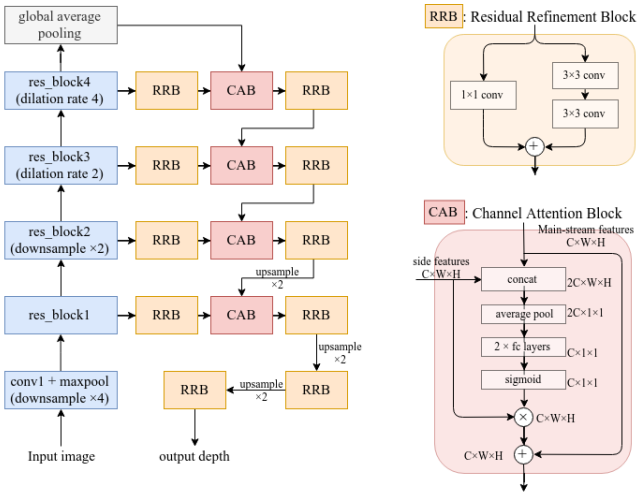 global average
pooling
res_block4
(dilation rate 4)
RRB
CAB
RRB
res_block3
(dilation rate 2)
RRB
CAB
RRB
res_block2
(downsample ×2)
RRB
CAB
RRB
upsample
×2
res_block1
RRB
CAB
RRB
upsample
×2
conv1 + maxpool
(downsample ×4)
RRB
upsample
×2
RRB
Input image
output depth
RRB : Residual Refinement Block
1×1 conv
3×3 conv
3×3 conv
+
CAB : Channel Attention Block
Main-stream features
C×W×H
side features
C×W×H
concat
2C×W×H
average pool
2C×1×1
2 × fc layers
C×1×1
sigmoid
C×1×1
×
C×W×H
C×W×H
+